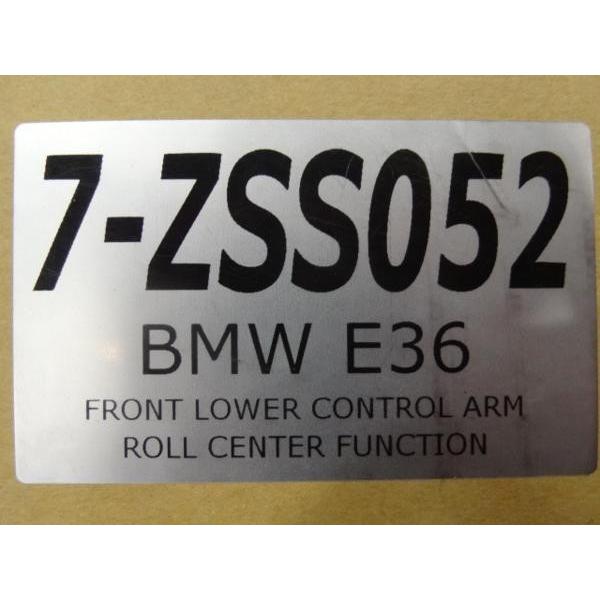 7-ZSS052
BMW E36
FRONT LOWER CONTROL ARM
ROLL CENTER FUNCTION